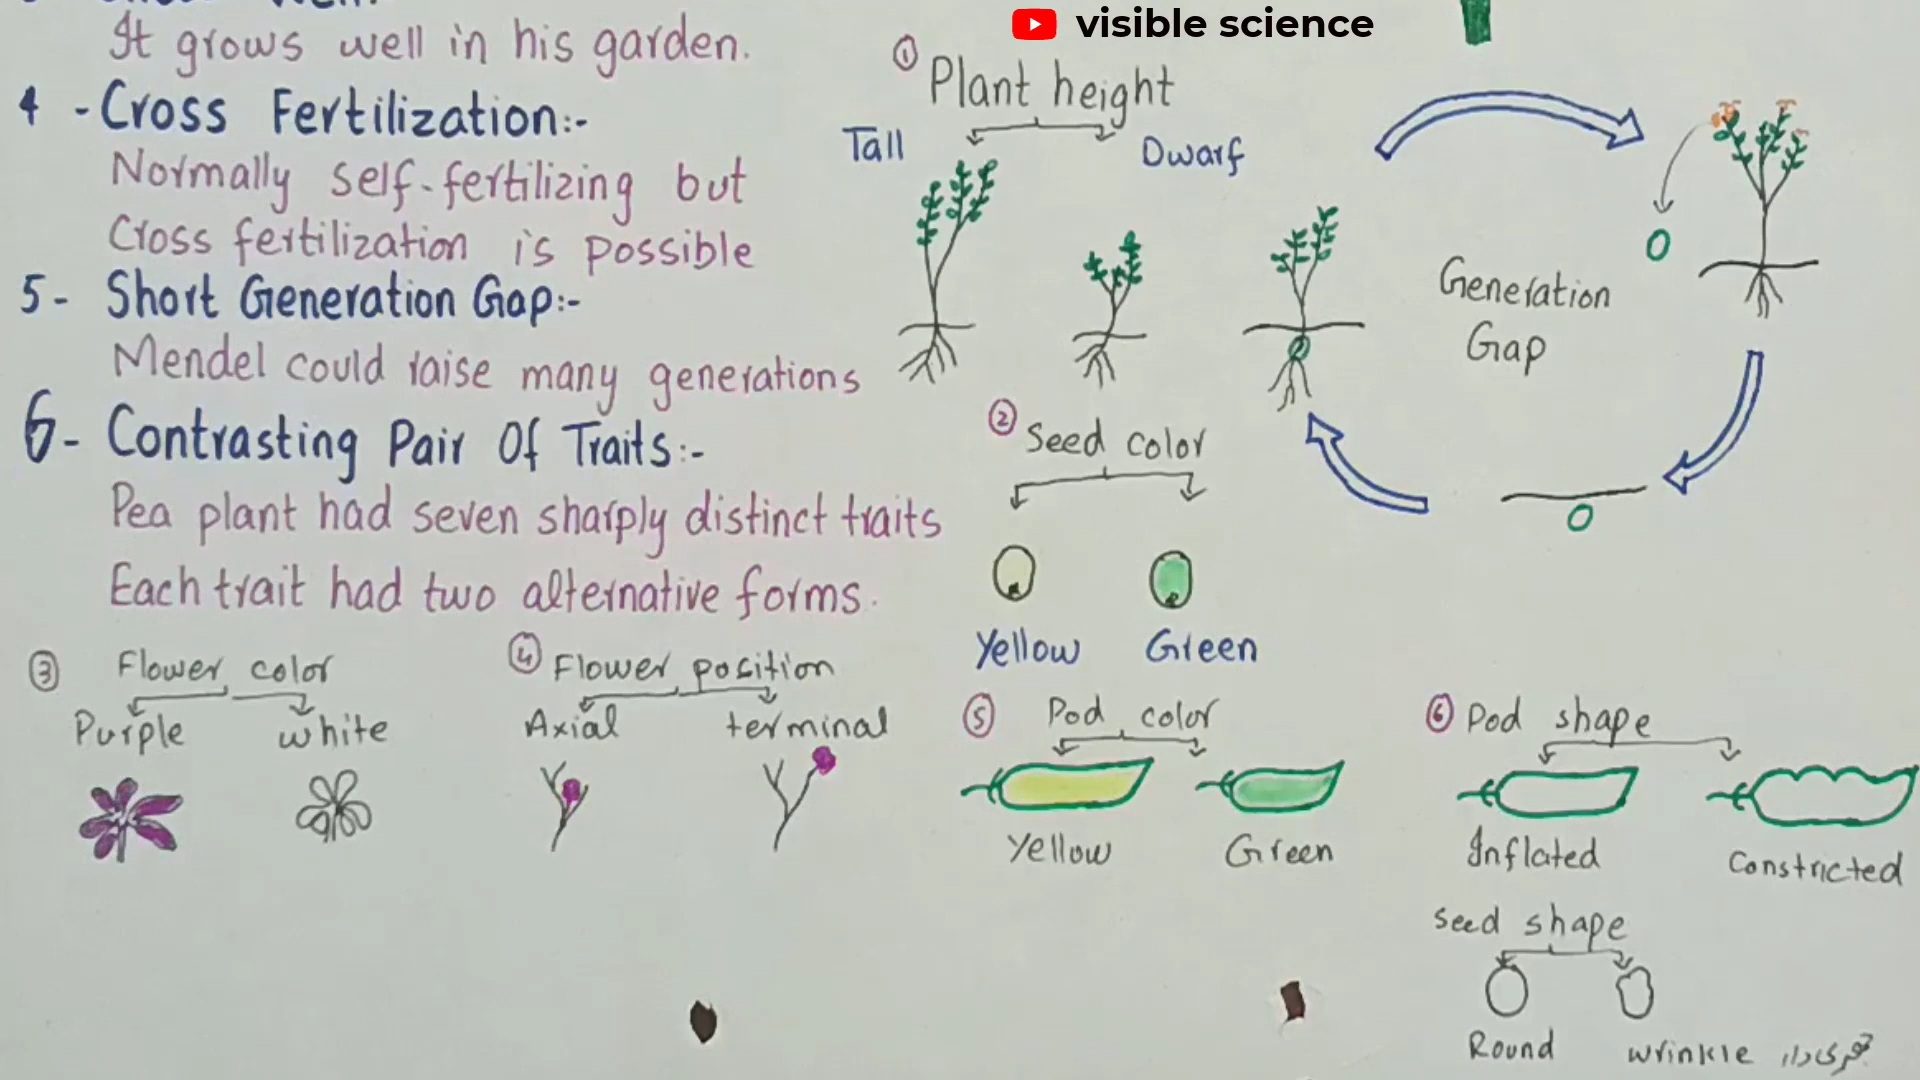 It grows well in his garden.
4 - Cross Fertilization:-
Normally self-fertilizing but
Cross fertilization is possible
5- Short Generation Gap:-
Mendel could raise many generations
6- Contrasting Pair Of Traits:-
Pea plant had seven sharply distinct traits
Each trait had two alternative forms.
visible science
① Plant height
Tall Dwarf
Generation
Gap
② Seed color
Yellow Green
③ Flower color
Purple white
④ Flower position
Axial terminal
⑤ Pod color
Yellow Green
⑥ Pod shape
Inflated Constricted
Seed shape
Round wrinkle